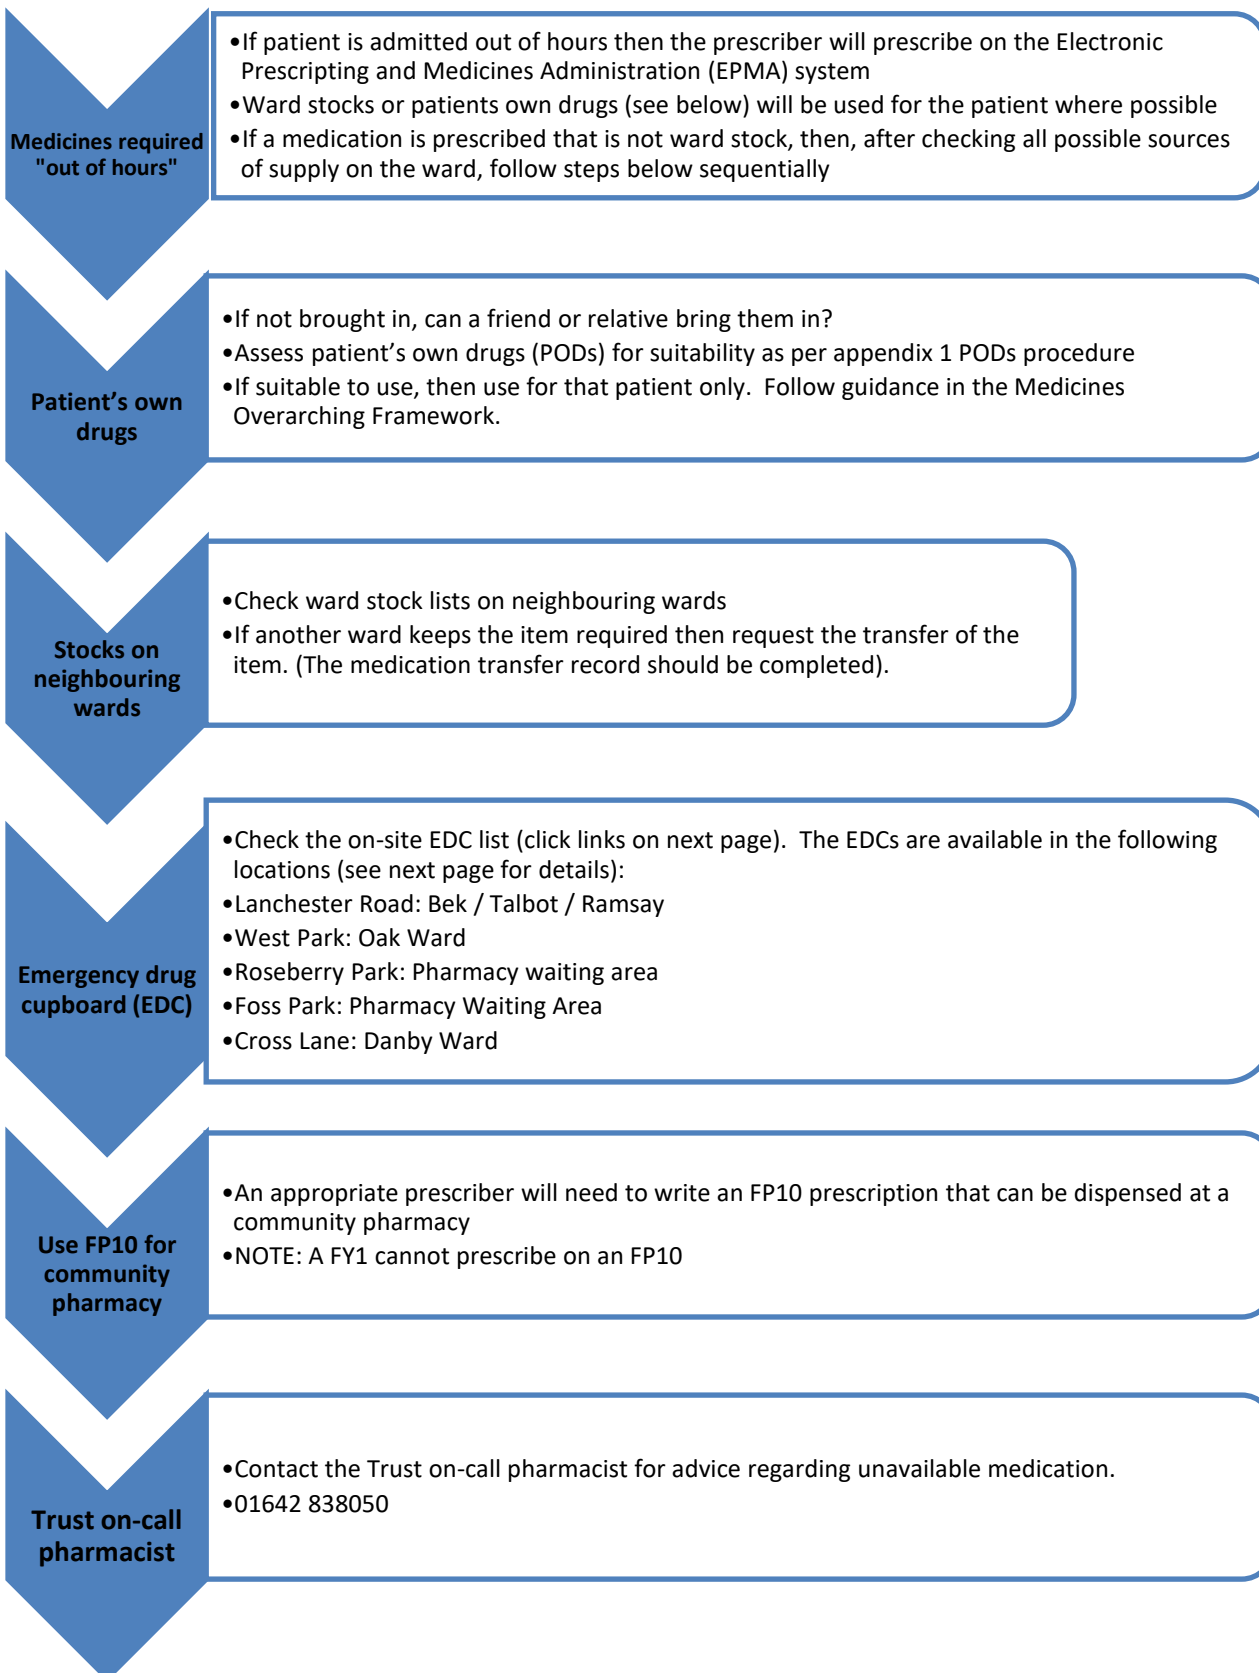 Medicines required
"out of hours"
•If patient is admitted out of hours then the prescriber will prescribe on the Electronic
Prescripting and Medicines Administration (EPMA) system
•Ward stocks or patients own drugs (see below) will be used for the patient where possible
•If a medication is prescribed that is not ward stock, then, after checking all possible sources
of supply on the ward, follow steps below sequentially
Patient’s own
drugs
•If not brought in, can a friend or relative bring them in?
•Assess patient’s own drugs (PODs) for suitability as per appendix 1 PODs procedure
•If suitable to use, then use for that patient only.  Follow guidance in the Medicines
Overarching Framework.
Stocks on
neighbouring
wards
•Check ward stock lists on neighbouring wards
•If another ward keeps the item required then request the transfer of the
item. (The medication transfer record should be completed).
Emergency drug
cupboard (EDC)
•Check the on-site EDC list (click links on next page).  The EDCs are available in the following
locations (see next page for details):
•Lanchester Road: Bek / Talbot / Ramsay
•West Park: Oak Ward
•Roseberry Park: Pharmacy waiting area
•Foss Park: Pharmacy Waiting Area
•Cross Lane: Danby Ward
Use FP10 for
community
pharmacy
•An appropriate prescriber will need to write an FP10 prescription that can be dispensed at a
community pharmacy
•NOTE: A FY1 cannot prescribe on an FP10
Trust on-call
pharmacist
•Contact the Trust on-call pharmacist for advice regarding unavailable medication.
•01642 838050